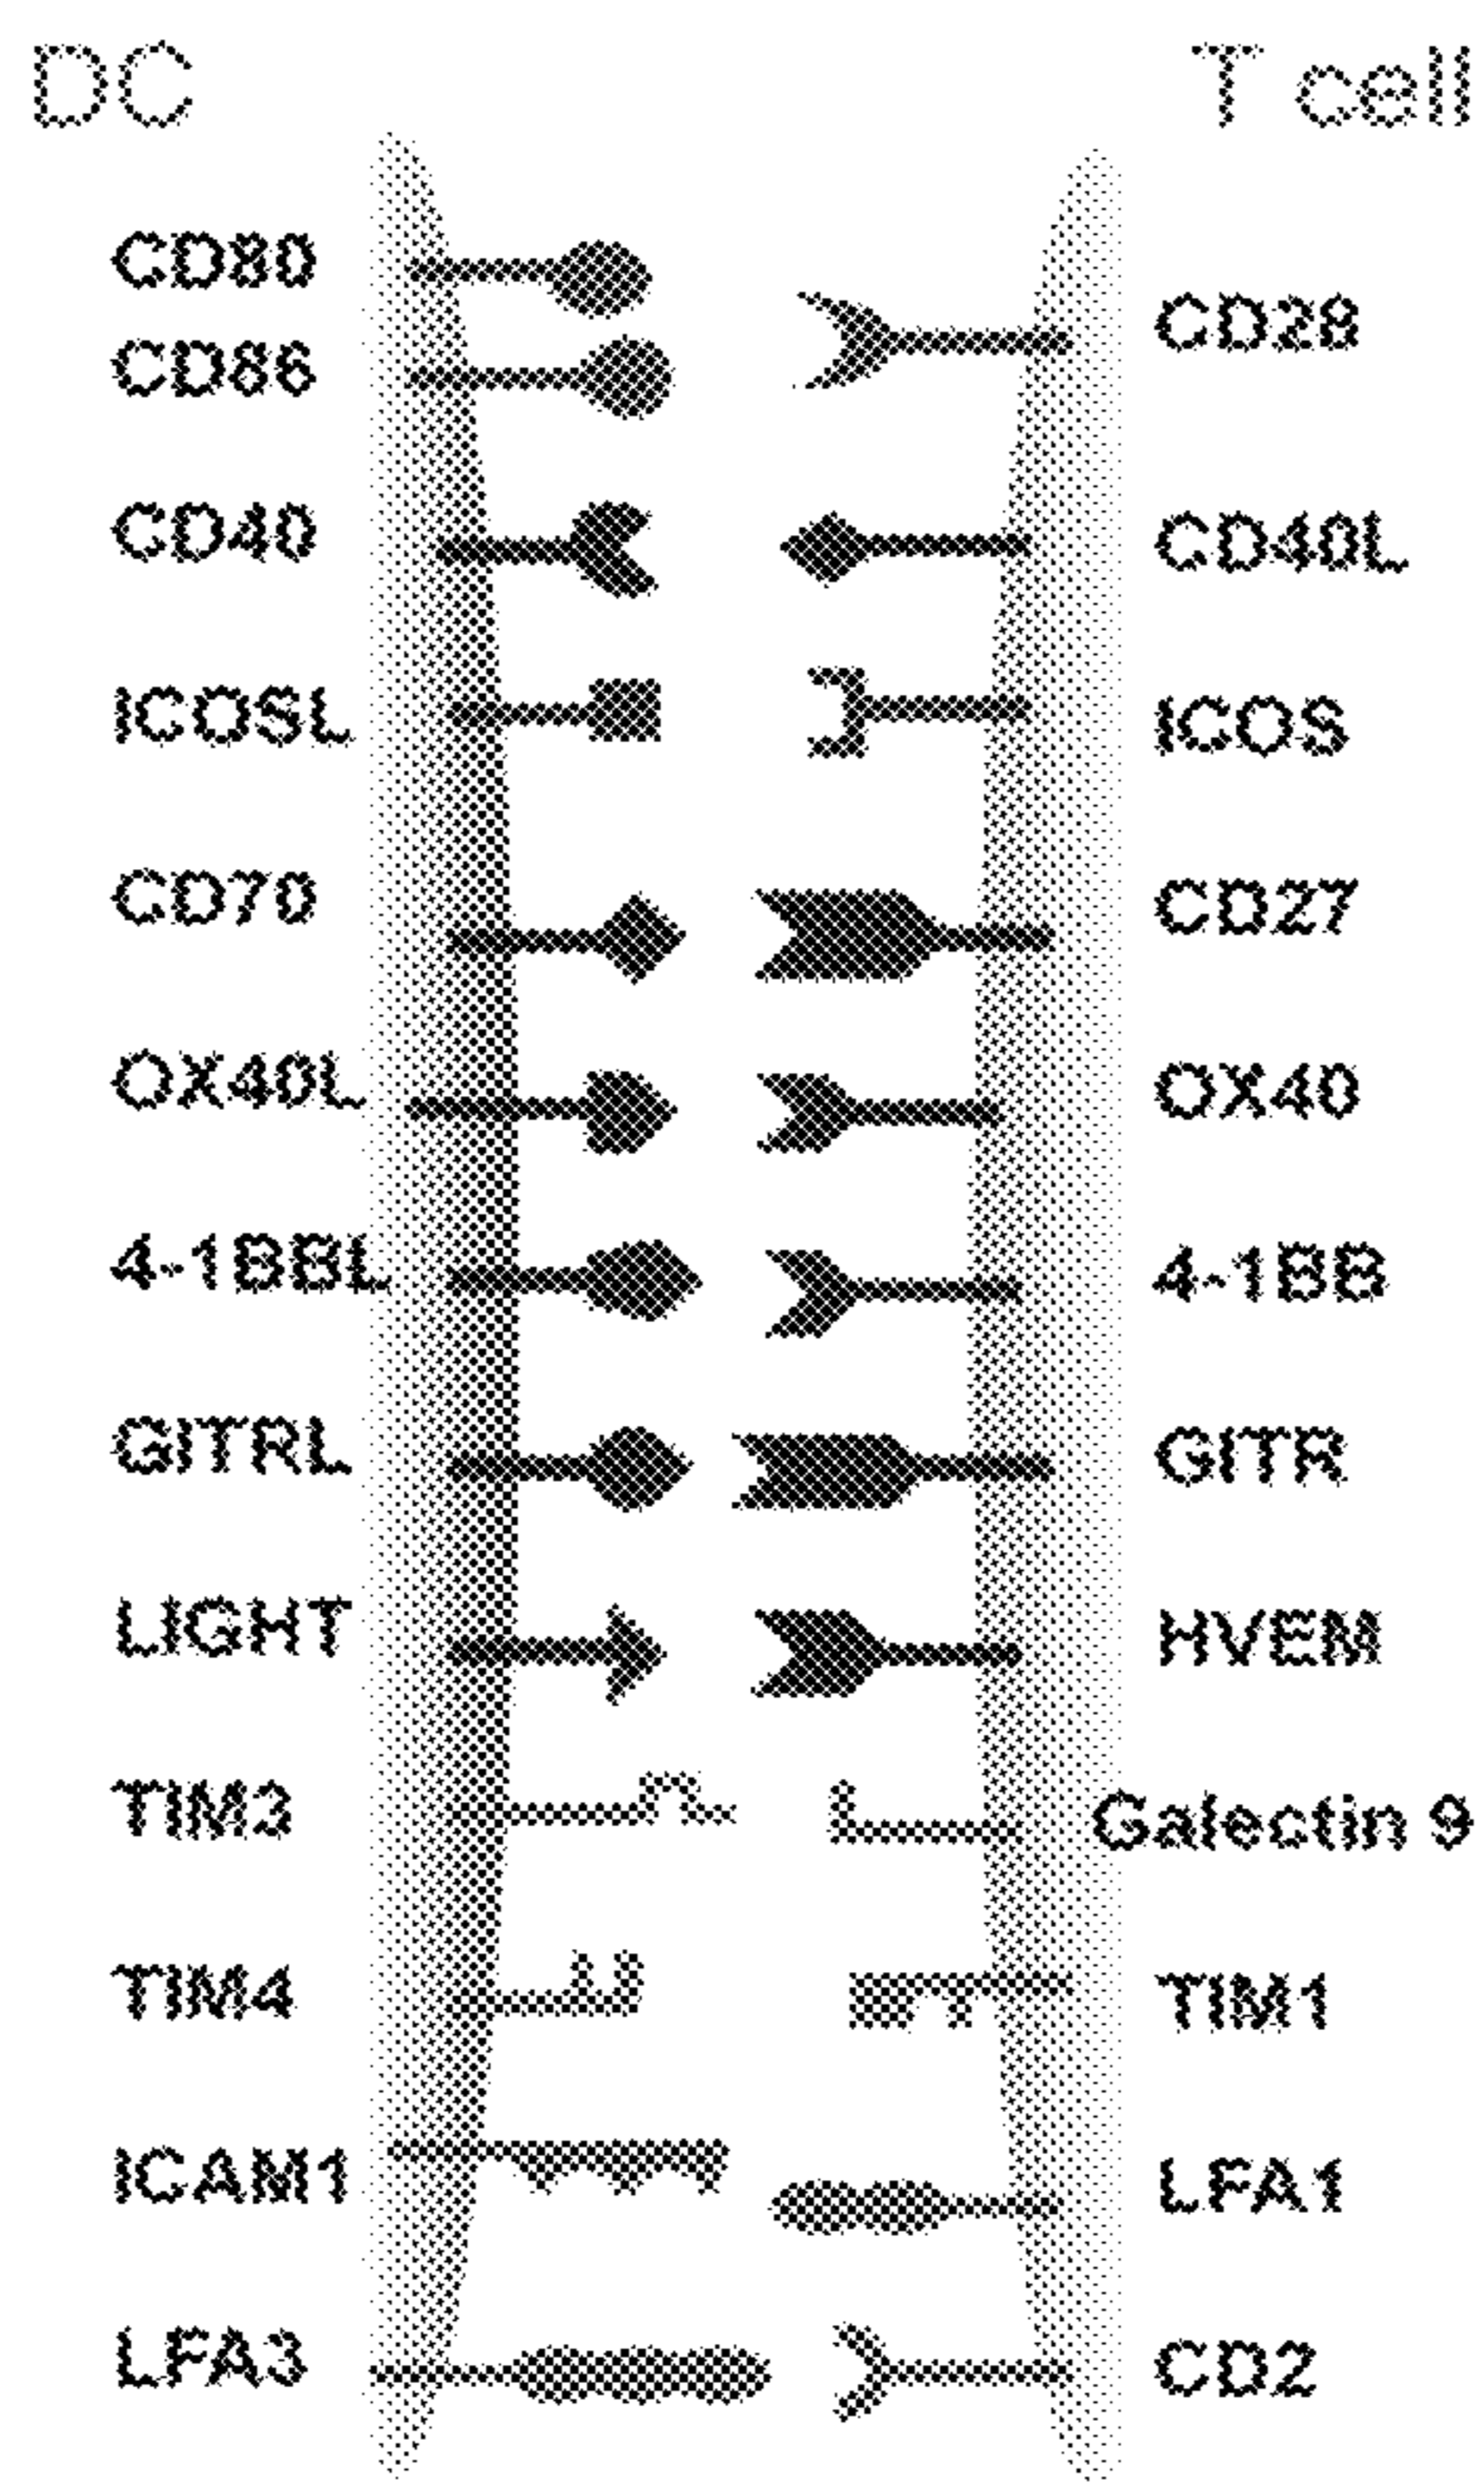 DC T cell
CD80
CD28
CD86
CD40 CD40L
ICOSL ICOS
CD70 CD27
OX40L OX40
4-1BBL 4-1BB
GITRL GITR
LIGHT HVEM
TIM3 Galectin 9
TIM4 TIM1
ICAM1 LFA1
LFA3 CD2